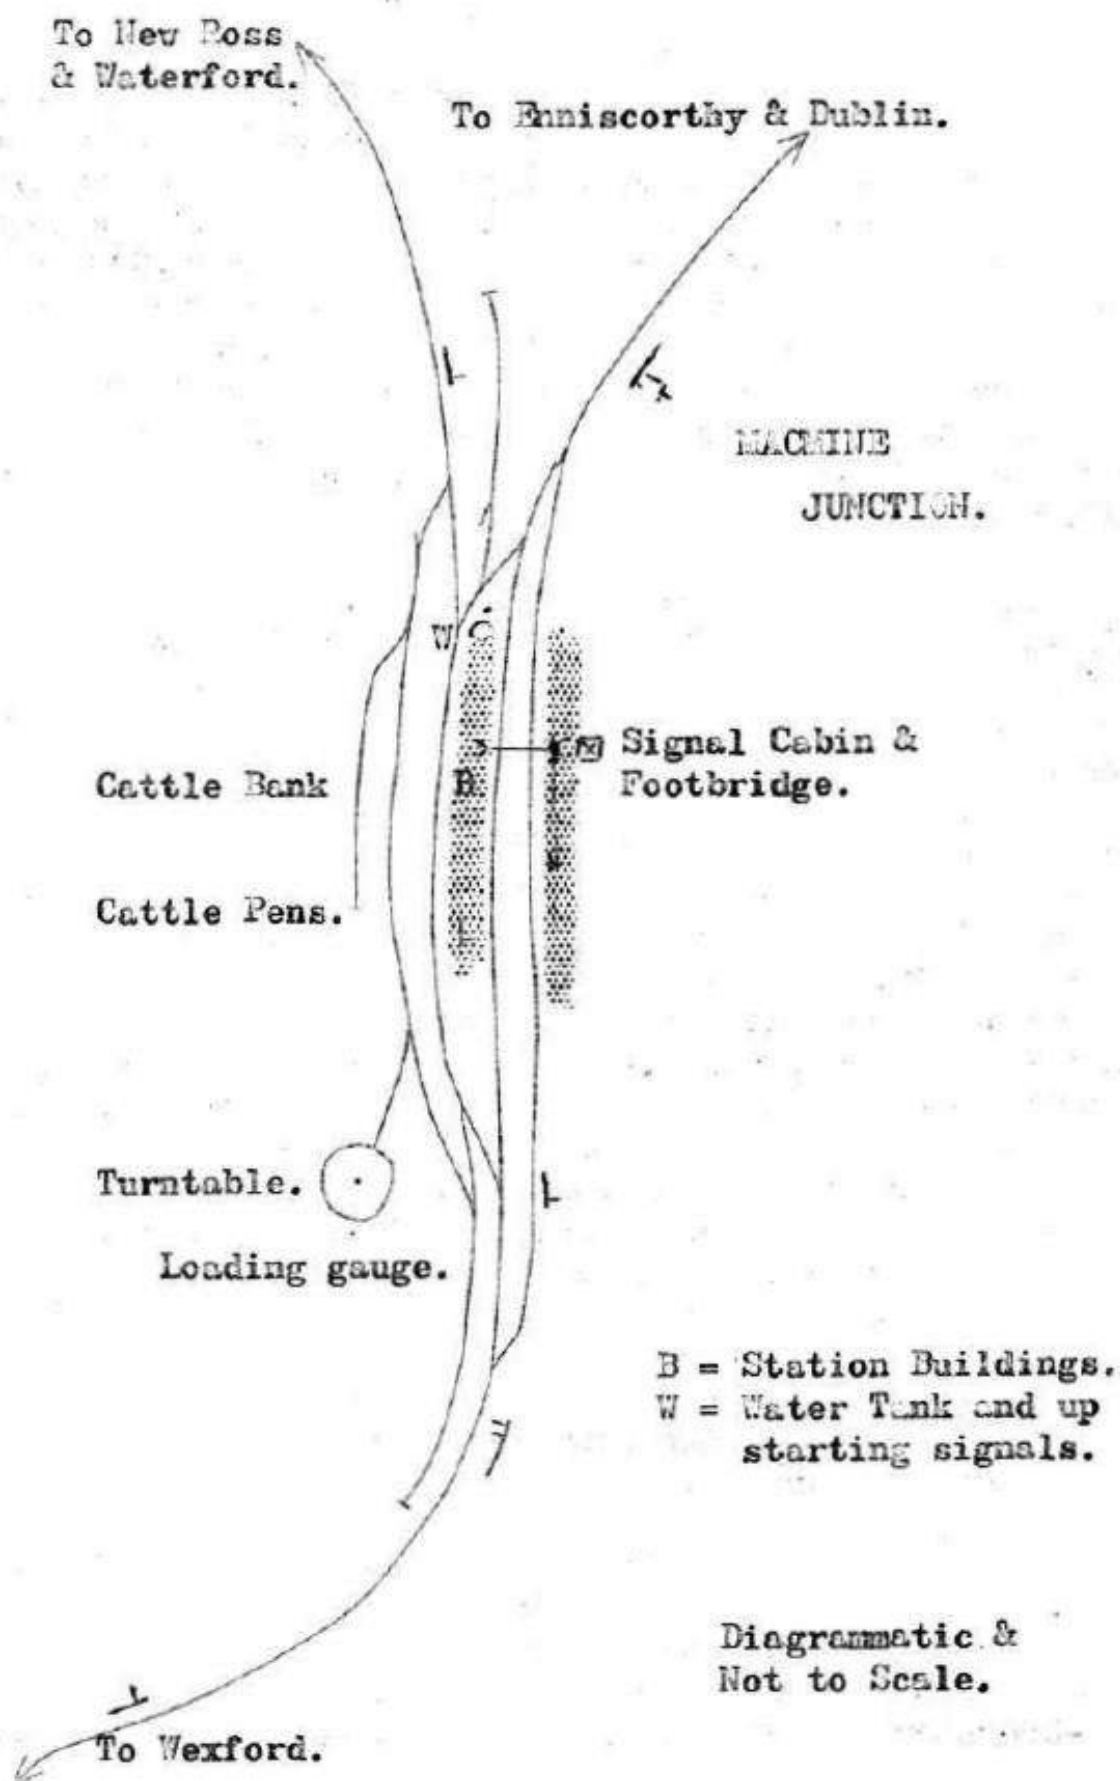 To New Ross
& Waterford.
To Enniscorthy & Dublin.
MACMINE
JUNCTION.
W
Signal Cabin &
Footbridge.
Cattle Bank
B
Cattle Pens.
Turntable.
Loading gauge.
B = Station Buildings.
W = Water Tank and up
starting signals.
Diagrammatic &
Not to Scale.
To Wexford.